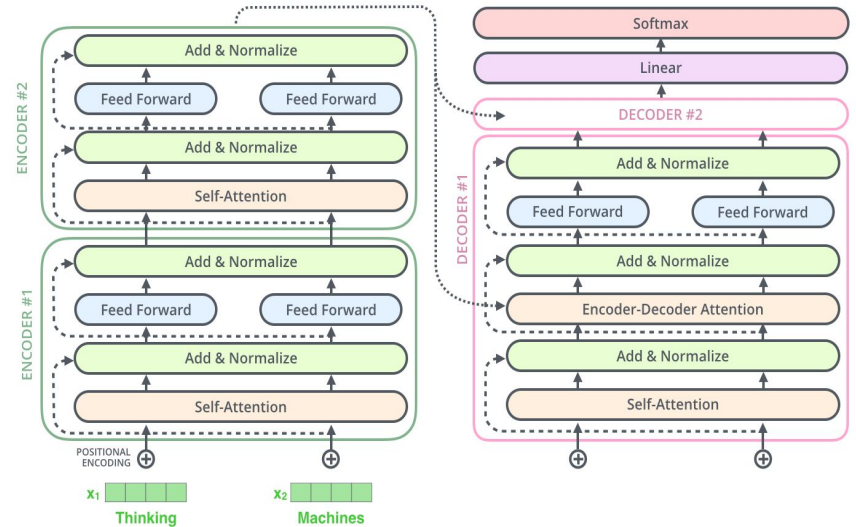 ENCODER #2
Add & Normalize
Feed Forward
Feed Forward
Add & Normalize
Self-Attention
ENCODER #1
Add & Normalize
Feed Forward
Feed Forward
Add & Normalize
Self-Attention
POSITIONAL
ENCODING
x₁
x₂
Thinking
Machines
Softmax
Linear
DECODER #2
DECODER #1
Add & Normalize
Feed Forward
Feed Forward
Add & Normalize
Encoder-Decoder Attention
Add & Normalize
Self-Attention